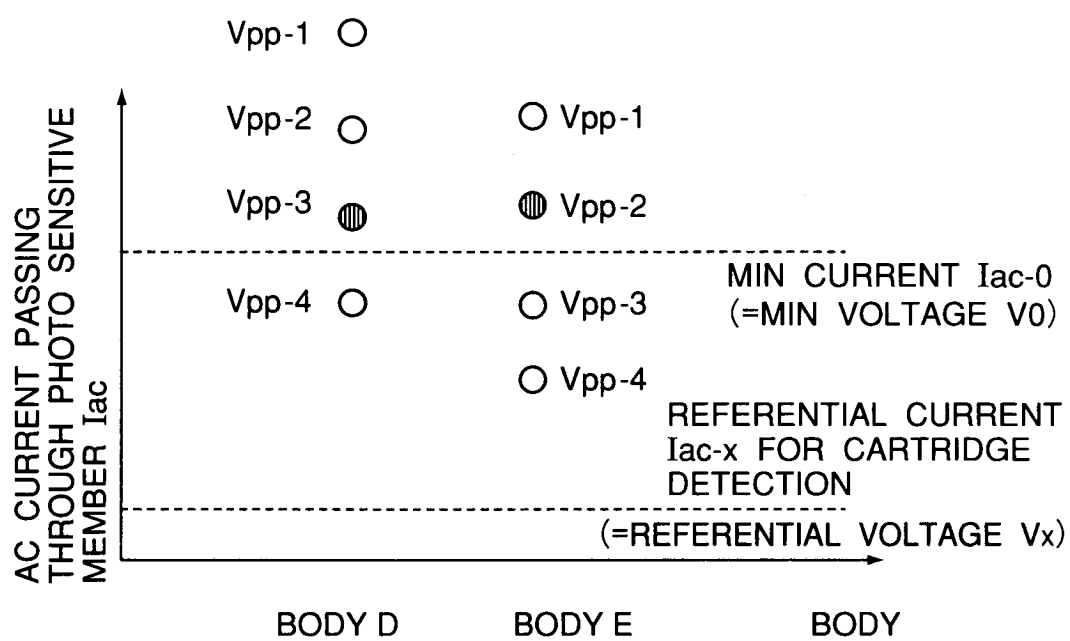 Vpp-1
Vpp-2
Vpp-1
Vpp-3
Vpp-2
MIN CURRENT Iac-0
(=MIN VOLTAGE V0)
Vpp-4
Vpp-3
Vpp-4
REFERENTIAL CURRENT
Iac-x FOR CARTRIDGE
DETECTION
(=REFERENTIAL VOLTAGE Vx)
AC CURRENT PASSING
THROUGH PHOTO SENSITIVE
MEMBER Iac
BODY D
BODY E
BODY